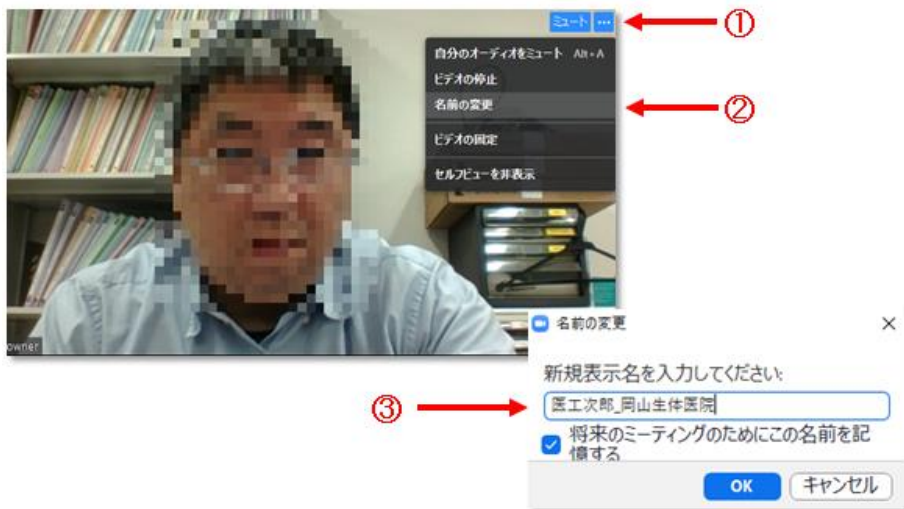 ミュート ... ①
自分のオーディオをミュート Alt+A
ビデオの停止
名前の変更 ②
ビデオの固定
セルフビューを非表示
owner
名前の変更 ×
新規表示名を入力してください:
③ 医工次郎_岡山生体医院
将来のミーティングのためにこの名前を記
憶する
OK キャンセル